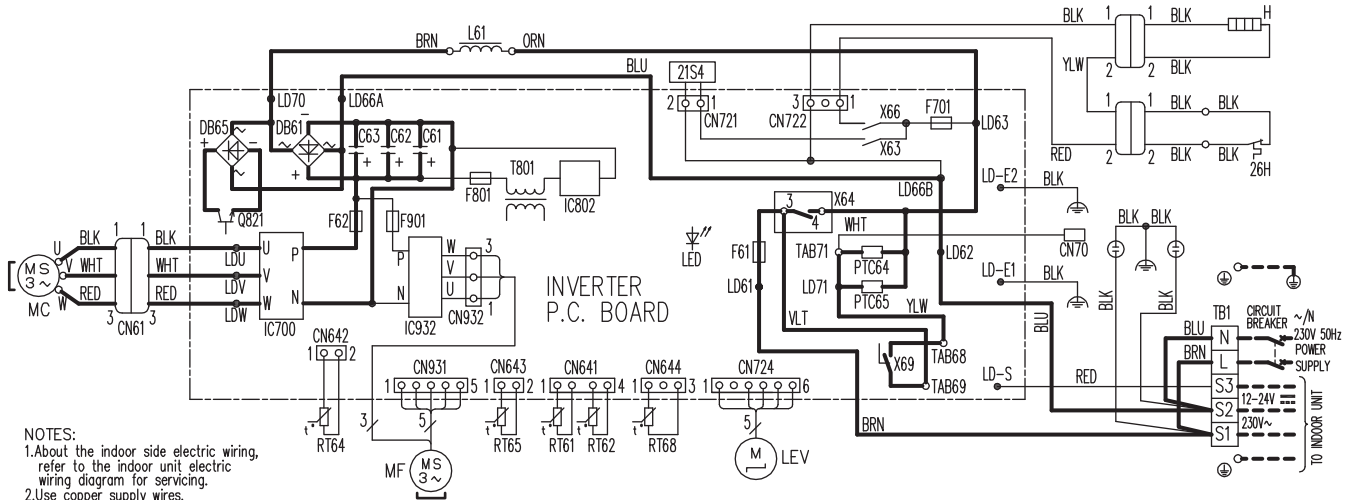 BLK
1
1
BLK
H
L61
BRN
ORN
BLU
YLW
2
2
BLK
BLK
21S4
LD70
LD66A
2
1
CN721
3
1
CN722
X66
X63
F701
LD63
1
1
BLK
BLK
RED
2
2
BLK
BLK
26H
DB65
DB61
C63
C62
C61
~
~
~
~
+
−
−
+
+
+
+
T801
F801
IC802
Q821
F62
F901
LD66B
LD-E2
BLK
3
X64
4
WHT
LED
F61
TAB71
PTC64
LD62
CN70
LD61
LD71
PTC65
LD-E1
BLK
YLW
VLT
BLU
X69
TAB68
TAB69
LD-S
RED
BLK
BLK
BLK
BLK
TB1
BLU
N
BRN
L
S3
S2
S1
CIRCUIT
BREAKER
~/N
230V 50Hz
POWER
SUPPLY
12-24V
230V~
TO INDOOR UNIT
MS
3~
MC
U
V
W
BLK
WHT
RED
1
1
3
3
CN61
BLK
WHT
RED
LDU
LDV
LDW
U
V
W
P
N
IC700
P
N
W
V
U
IC932
3
1
CN932
INVERTER
P.C. BOARD
CN642
1
2
CN931
1
5
CN643
1
2
CN641
1
4
CN644
1
3
CN724
1
6
t°
RT64
3
5
t°
RT65
t°
RT61
t°
RT62
t°
RT68
5
BRN
MF
MS
3~
M
LEV
NOTES:
1.About the indoor side electric wiring,
refer to the indoor unit electric
wiring diagram for servicing.
2.Use copper supply wires.